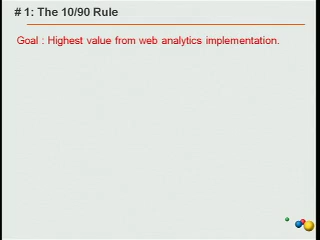 # 1: The 10/90 Rule
Goal : Highest value from web analytics implementation.